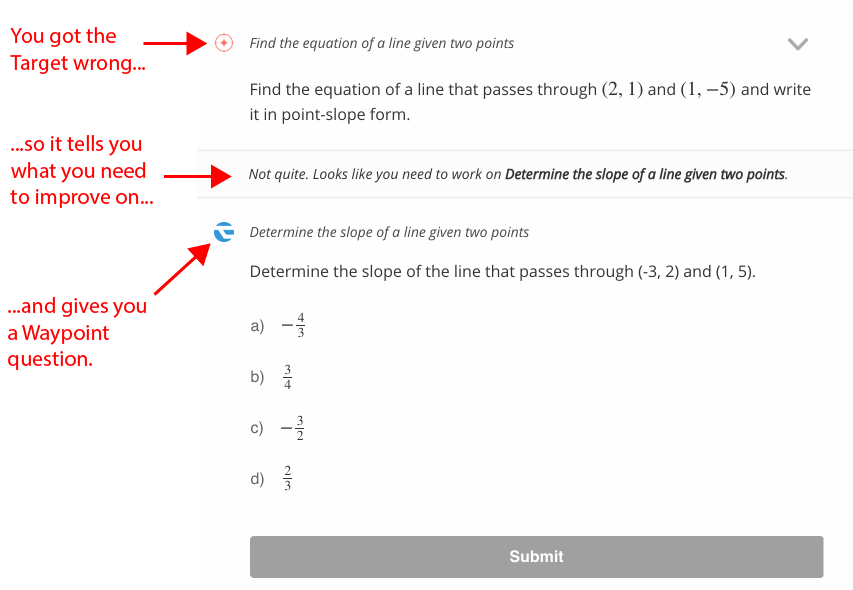 You got the
Target wrong...
Find the equation of a line given two points
Find the equation of a line that passes through (2, 1) and (1, −5) and write
it in point-slope form.
...so it tells you
what you need
to improve on...
Not quite. Looks like you need to work on Determine the slope of a line given two points.
Determine the slope of a line given two points
Determine the slope of the line that passes through (-3, 2) and (1, 5).
...and gives you
a Waypoint
question.
a) −4/3
b) 3/4
c) −3/2
d) 2/3
Submit